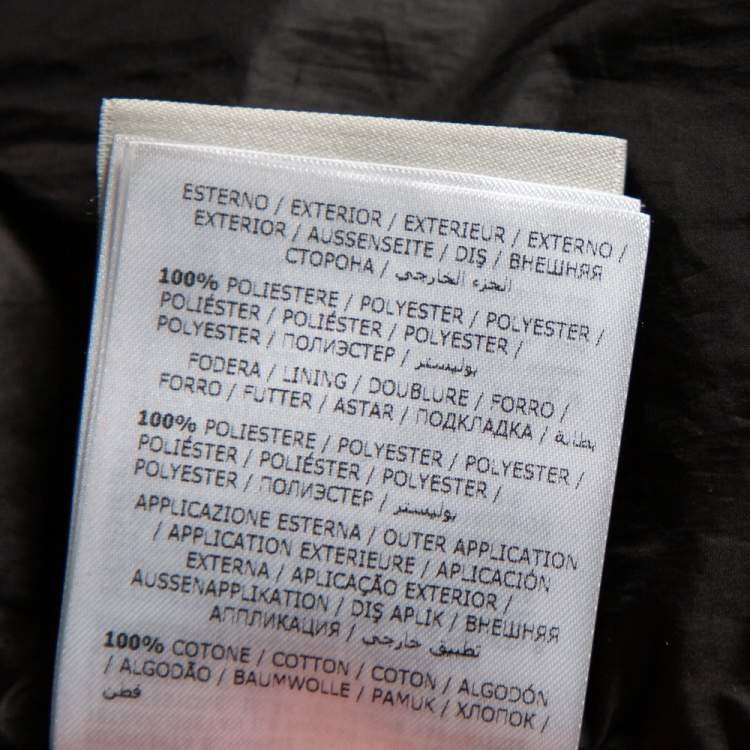 ESTERNO / EXTERIOR / EXTERIEUR / EXTERNO /
EXTERIOR / AUSSENSEITE / DIŞ / ВНЕШНЯЯ
СТОРОНА / الجزء الخارجي
100% POLIESTERE / POLYESTER / POLYESTER /
POLIÉSTER / POLIÉSTER / POLYESTER /
POLYESTER / ПОЛИЭСТЕР / بوليستر
FODERA / LINING / DOUBLURE / FORRO /
FORRO / FUTTER / ASTAR / ПОДКЛАДКА / بطانة
100% POLIESTERE / POLYESTER / POLYESTER /
POLIÉSTER / POLIÉSTER / POLYESTER /
POLYESTER / ПОЛИЭСТЕР / بوليستر
APPLICAZIONE ESTERNA / OUTER APPLICATION
/ APPLICATION EXTERIEURE / APLICACIÓN
EXTERNA / APLICAÇÃO EXTERIOR /
AUSSENAPPLIKATION / DIŞ APLIK / ВНЕШНЯЯ
АППЛИКАЦИЯ / تطبيق خارجي
100% COTONE / COTTON / COTON / ALGODÓN
/ ALGODÃO / BAUMWOLLE / PAMUK / ХЛОПОК /
قطن